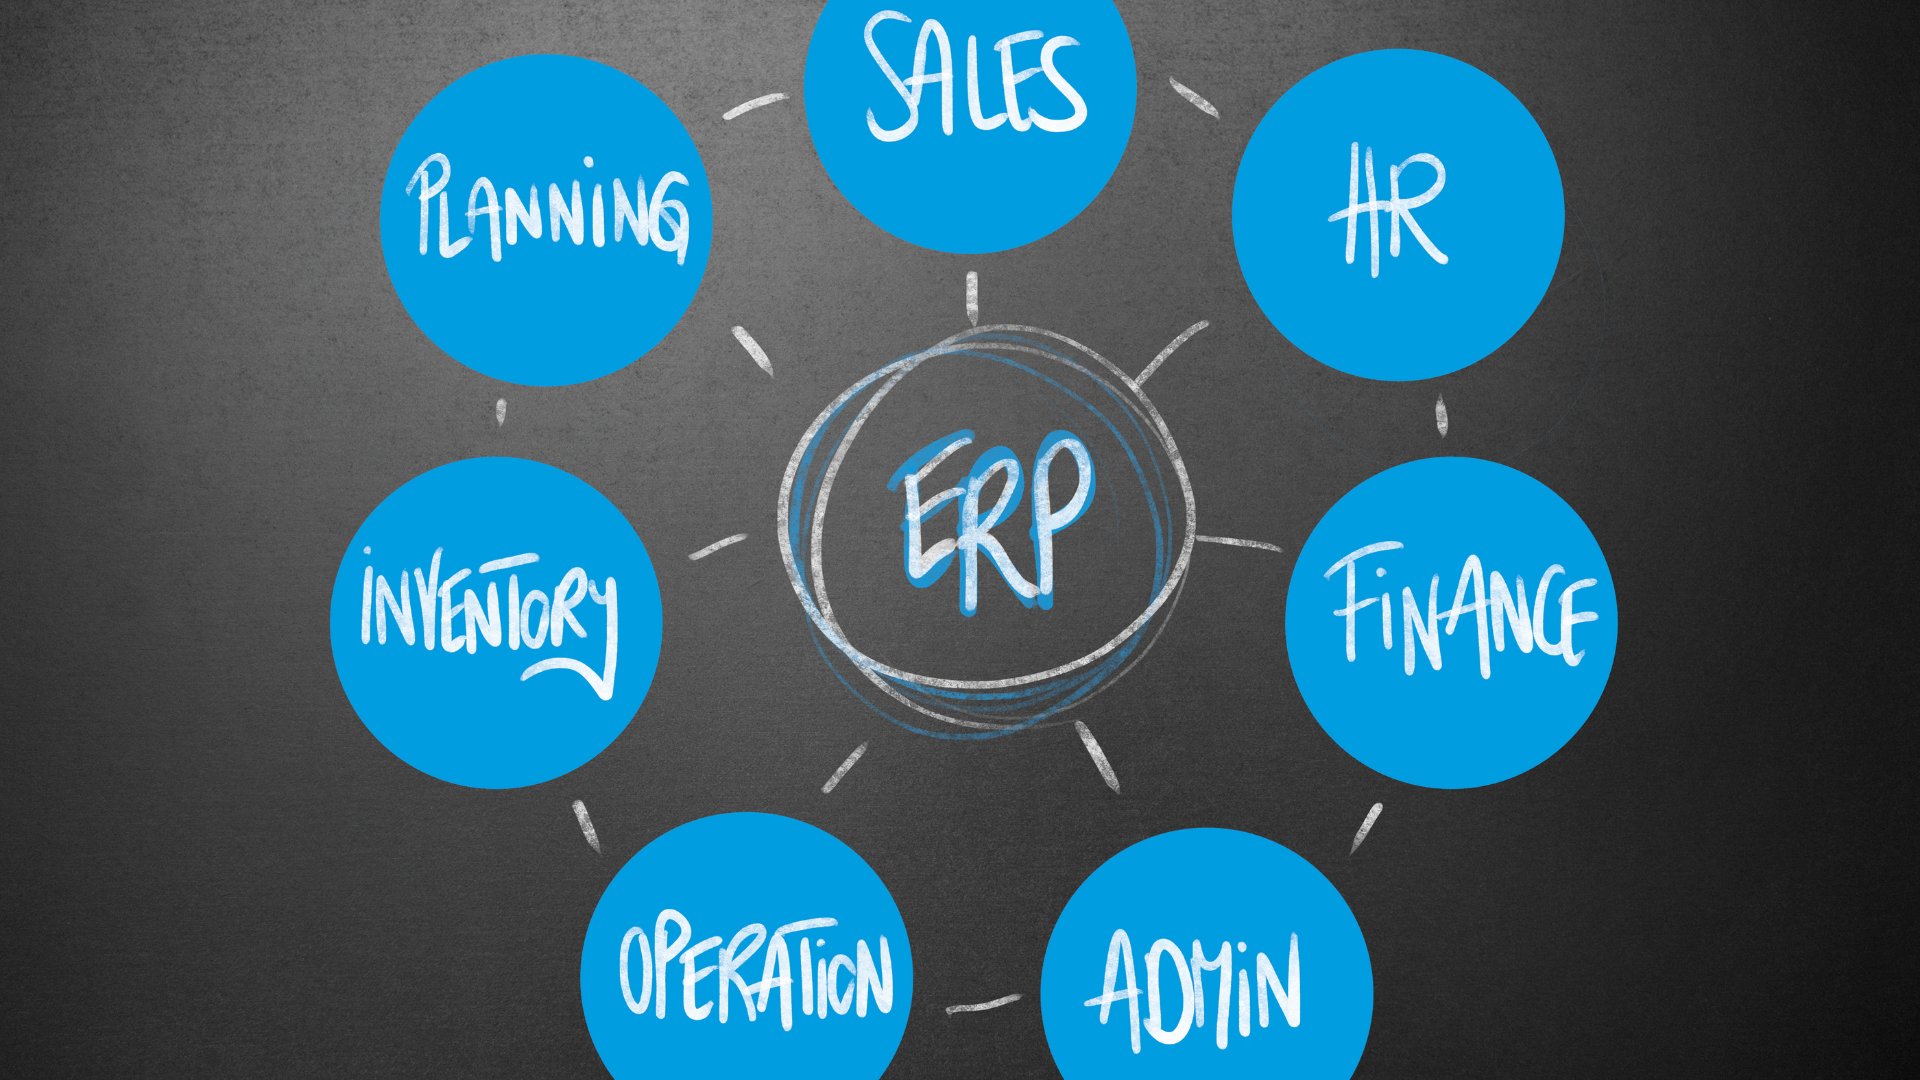 SALES
PLANNING
HR
ERP
INVENTORY
FINANCE
OPERATION
ADMIN